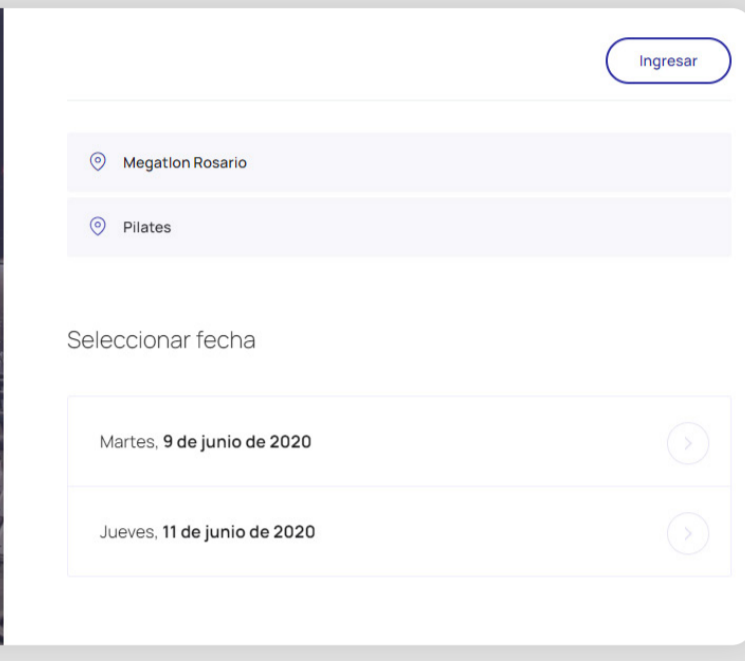 Ingresar
Megatlon Rosario
Pilates
Seleccionar fecha
Martes, 9 de junio de 2020
Jueves, 11 de junio de 2020